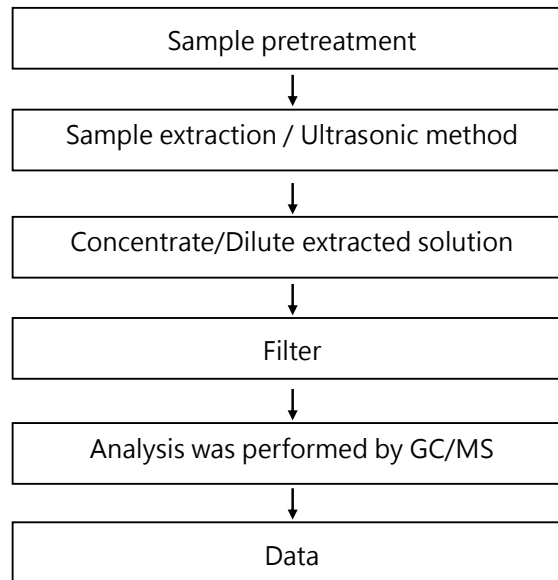 Sample pretreatment
Sample extraction / Ultrasonic method
Concentrate/Dilute extracted solution
Filter
Analysis was performed by GC/MS
Data